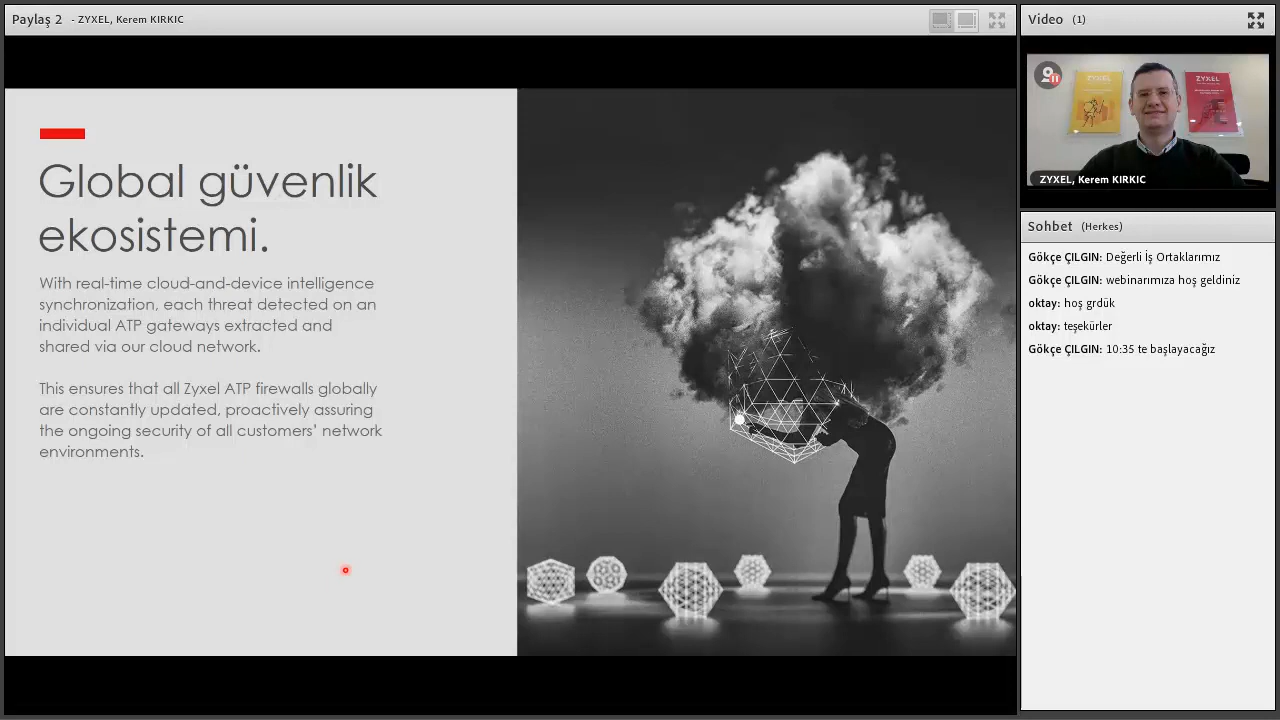 Paylaş 2 - ZYXEL, Kerem KIRKIC
Global güvenlik
ekosistemi.
With real-time cloud-and-device intelligence
synchronization, each threat detected on an
individual ATP gateways extracted and
shared via our cloud network.
This ensures that all Zyxel ATP firewalls globally
are constantly updated, proactively assuring
the ongoing security of all customers’ network
environments.
Video (1)
ZYXEL
ZYXEL
ZYXEL, Kerem KIRKIC
Sohbet (Herkes)
Gökçe ÇILGIN: Değerli İş Ortaklarımız
Gökçe ÇILGIN: webinarımıza hoş geldiniz
oktay: hoş grdük
oktay: teşekürler
Gökçe ÇILGIN: 10:35 te başlayacağız